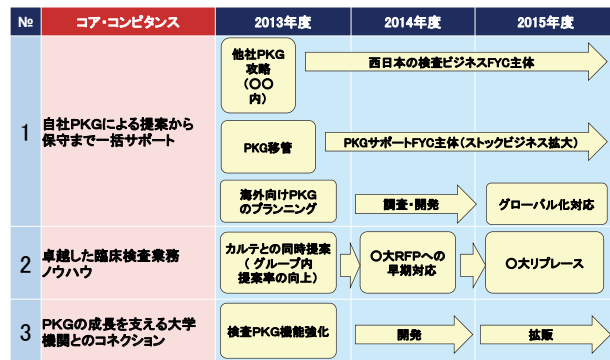 № コア・コンピタンス 2013年度 2014年度 2015年度
1
自社PKGによる提案から
保守まで一括サポート
他社PKG
攻略
(〇〇
内)
西日本の検査ビジネスFYC主体
PKG移管
PKGサポートFYC主体(ストックビジネス拡大)
海外向けPKG
のプランニング
調査・開発
グローバル化対応
2
卓越した臨床検査業務
ノウハウ
カルテとの同時提案
( グループ内
提案率の向上)
〇大RFPへの
早期対応
〇大リプレース
3
PKGの成長を支える大学
機関とのコネクション
検査PKG機能強化
開発
拡販